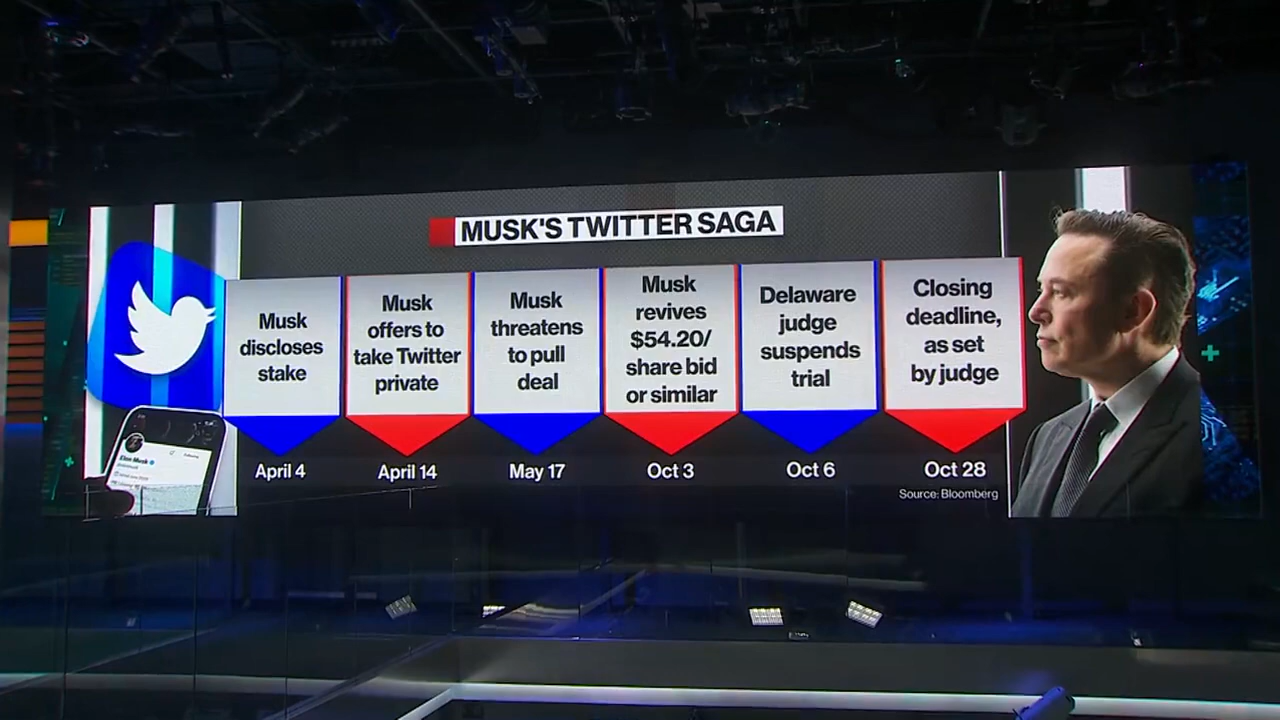 MUSK'S TWITTER SAGA
Musk
discloses
stake
April 4
Musk
offers to
take Twitter
private
April 14
Musk
threatens
to pull
deal
May 17
Musk
revives
$54.20/
share bid
or similar
Oct 3
Delaware
judge
suspends
trial
Oct 6
Closing
deadline,
as set
by judge
Oct 28
Source: Bloomberg
Elon Musk